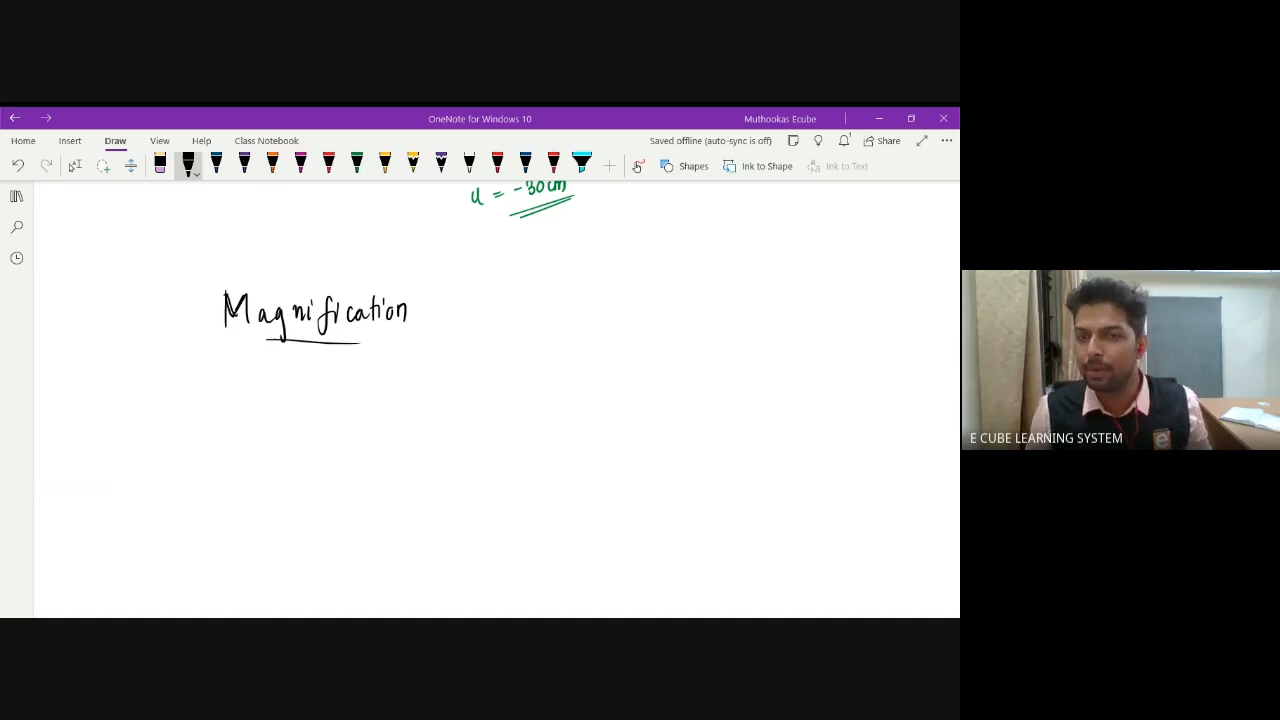 OneNote for Windows 10
Muthookas Ecube
Home Insert Draw View Help Class Notebook
Saved offline (auto-sync is off)
1
Share
Shapes
Ink to Shape
Ink to Text
u = -30cm
Magnification
E CUBE LEARNING SYSTEM